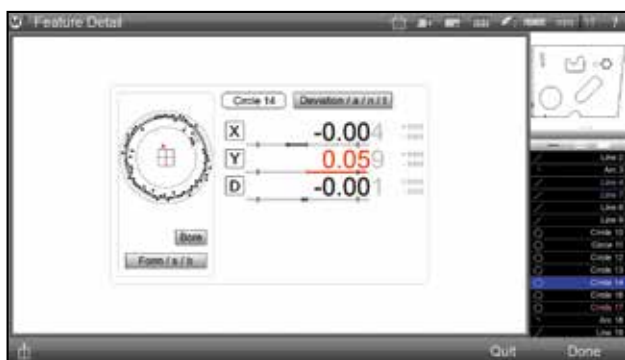 Feature Detail
Circle 14 Deviation / a / n / t
X -0.004
Y 0.059
D -0.001
Bore
Form / s / b
Line 2
Arc 3
Line 4
Line 8
Line 9
Circle 10
Circle 11
Circle 12
Circle 13
Circle 14
Circle 16
Circle 17
Arc 18
Line 19
Quit Done